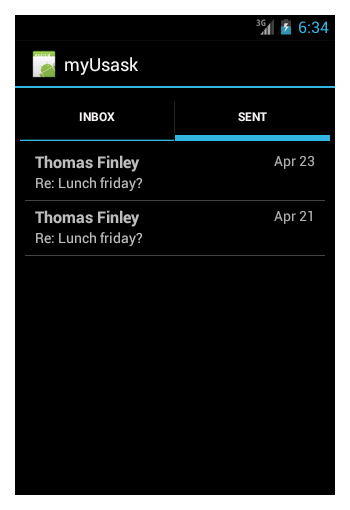 3G 6:34
myUsask
INBOX SENT
Thomas Finley Apr 23
Re: Lunch friday?
Thomas Finley Apr 21
Re: Lunch friday?